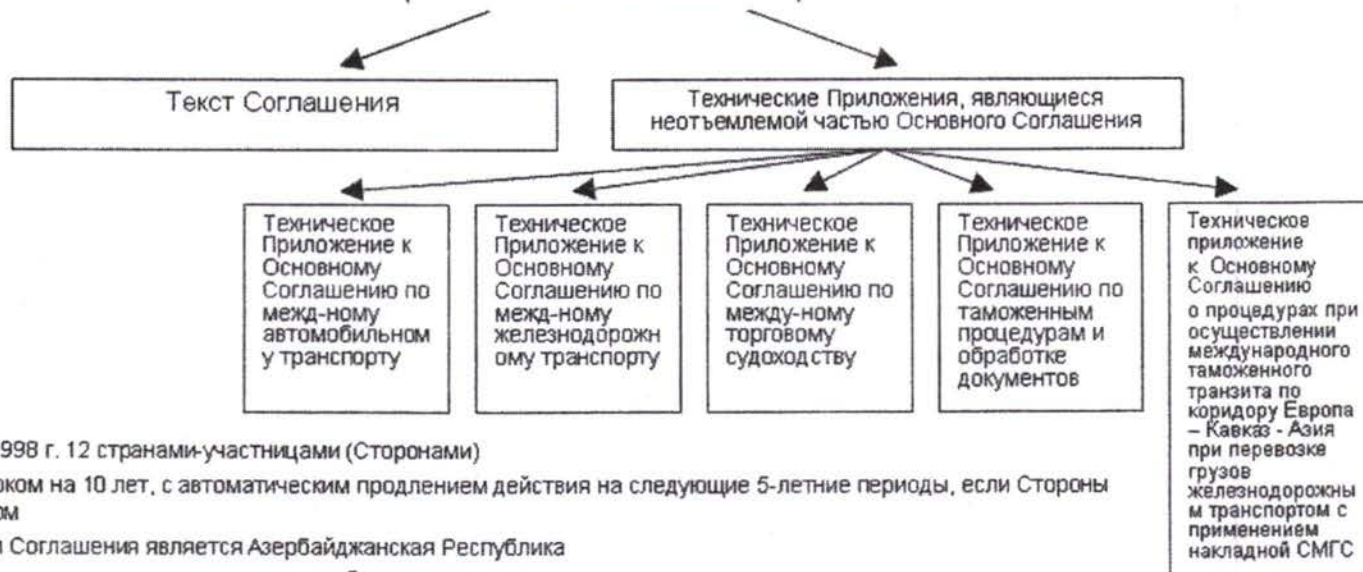 Текст Соглашения
Технические Приложения, являющиеся
неотъемлемой частью Основного Соглашения
Техническое
Приложение к
Основному
Соглашению по
межд-ному
автомобильном
у транспорту
Техническое
Приложение к
Основному
Соглашению по
межд-ному
железнодорожн
ому транспорту
Техническое
Приложение к
Основному
Соглашению по
между-ному
торговому
судоходству
Техническое
Приложение к
Основному
Соглашению по
таможенным
процедурам и
обработке
документов
Техническое
приложение
к Основному
Соглашению
о процедурах при
осуществлении
международного
таможенного
транзита по
коридору Европа
– Кавказ - Азия
при перевозке
грузов
железнодорожны
м транспортом с
применением
накладной СМГС
998 г. 12 странами-участницами (Сторонами)
оком на 10 лет, с автоматическим продлением действия на следующие 5-летние периоды, если Стороны
ом
Соглашения является Азербайджанская Республика